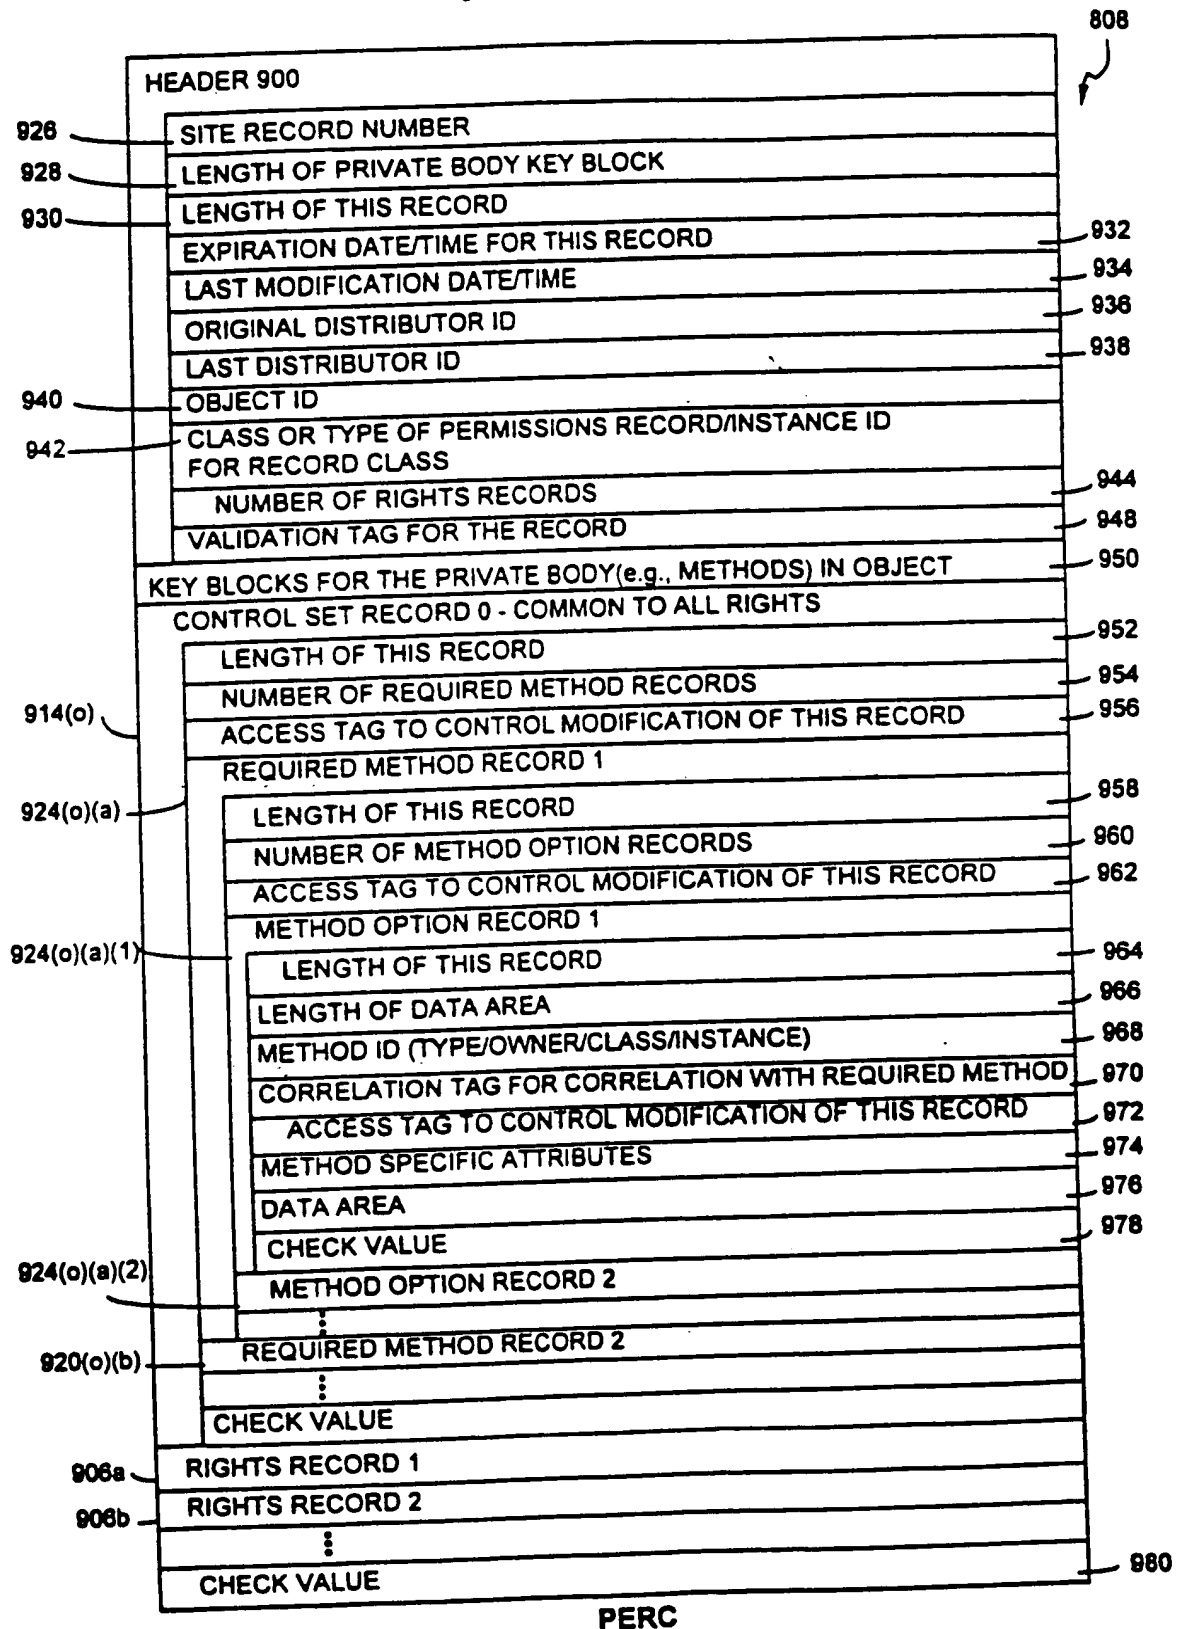 808
HEADER 900
926 SITE RECORD NUMBER
928 LENGTH OF PRIVATE BODY KEY BLOCK
930 LENGTH OF THIS RECORD
EXPIRATION DATE/TIME FOR THIS RECORD 932
LAST MODIFICATION DATE/TIME 934
ORIGINAL DISTRIBUTOR ID 936
LAST DISTRIBUTOR ID 938
940 OBJECT ID
942 CLASS OR TYPE OF PERMISSIONS RECORD/INSTANCE ID
FOR RECORD CLASS
NUMBER OF RIGHTS RECORDS 944
VALIDATION TAG FOR THE RECORD 948
KEY BLOCKS FOR THE PRIVATE BODY(e.g., METHODS) IN OBJECT 950
CONTROL SET RECORD 0 - COMMON TO ALL RIGHTS
LENGTH OF THIS RECORD 952
NUMBER OF REQUIRED METHOD RECORDS 954
914(o) ACCESS TAG TO CONTROL MODIFICATION OF THIS RECORD 956
REQUIRED METHOD RECORD 1
924(o)(a) LENGTH OF THIS RECORD 958
NUMBER OF METHOD OPTION RECORDS 960
ACCESS TAG TO CONTROL MODIFICATION OF THIS RECORD 962
METHOD OPTION RECORD 1
924(o)(a)(1) LENGTH OF THIS RECORD 964
LENGTH OF DATA AREA 966
METHOD ID (TYPE/OWNER/CLASS/INSTANCE) 968
CORRELATION TAG FOR CORRELATION WITH REQUIRED METHOD 970
ACCESS TAG TO CONTROL MODIFICATION OF THIS RECORD 972
METHOD SPECIFIC ATTRIBUTES 974
DATA AREA 976
CHECK VALUE 978
924(o)(a)(2) METHOD OPTION RECORD 2
920(o)(b) REQUIRED METHOD RECORD 2
CHECK VALUE
906a RIGHTS RECORD 1
906b RIGHTS RECORD 2
CHECK VALUE 980
PERC